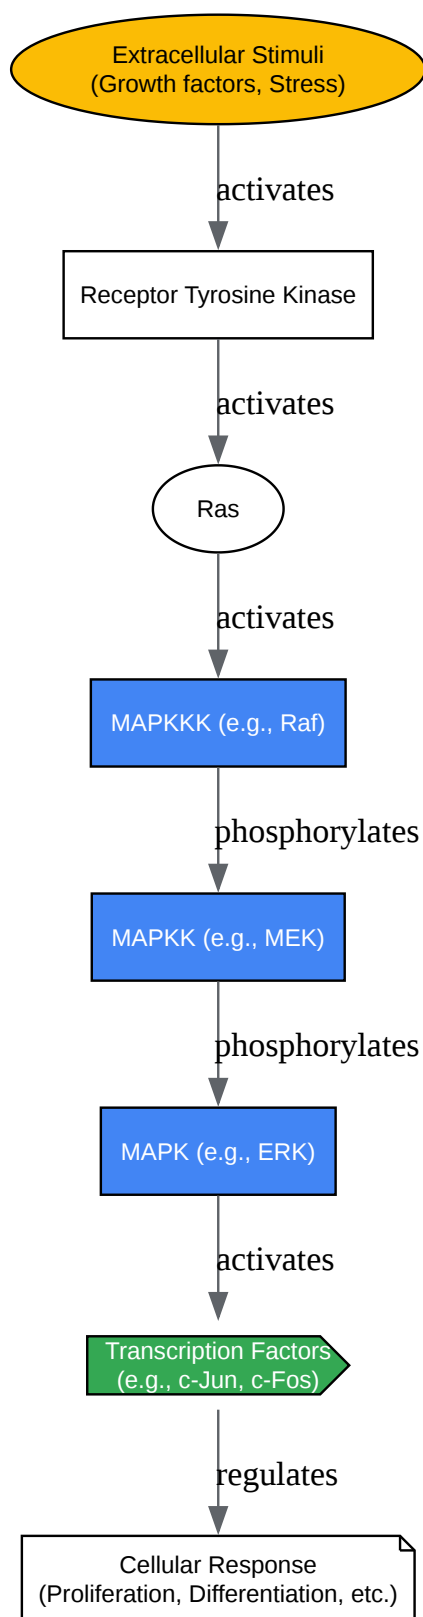 Extracellular Stimuli
(Growth factors, Stress)
activates
Receptor Tyrosine Kinase
activates
Ras
activates
MAPKKK (e.g., Raf)
phosphorylates
MAPKK (e.g., MEK)
phosphorylates
MAPK (e.g., ERK)
activates
Transcription Factors
(e.g., c-Jun, c-Fos)
regulates
Cellular Response
(Proliferation, Differentiation, etc.)